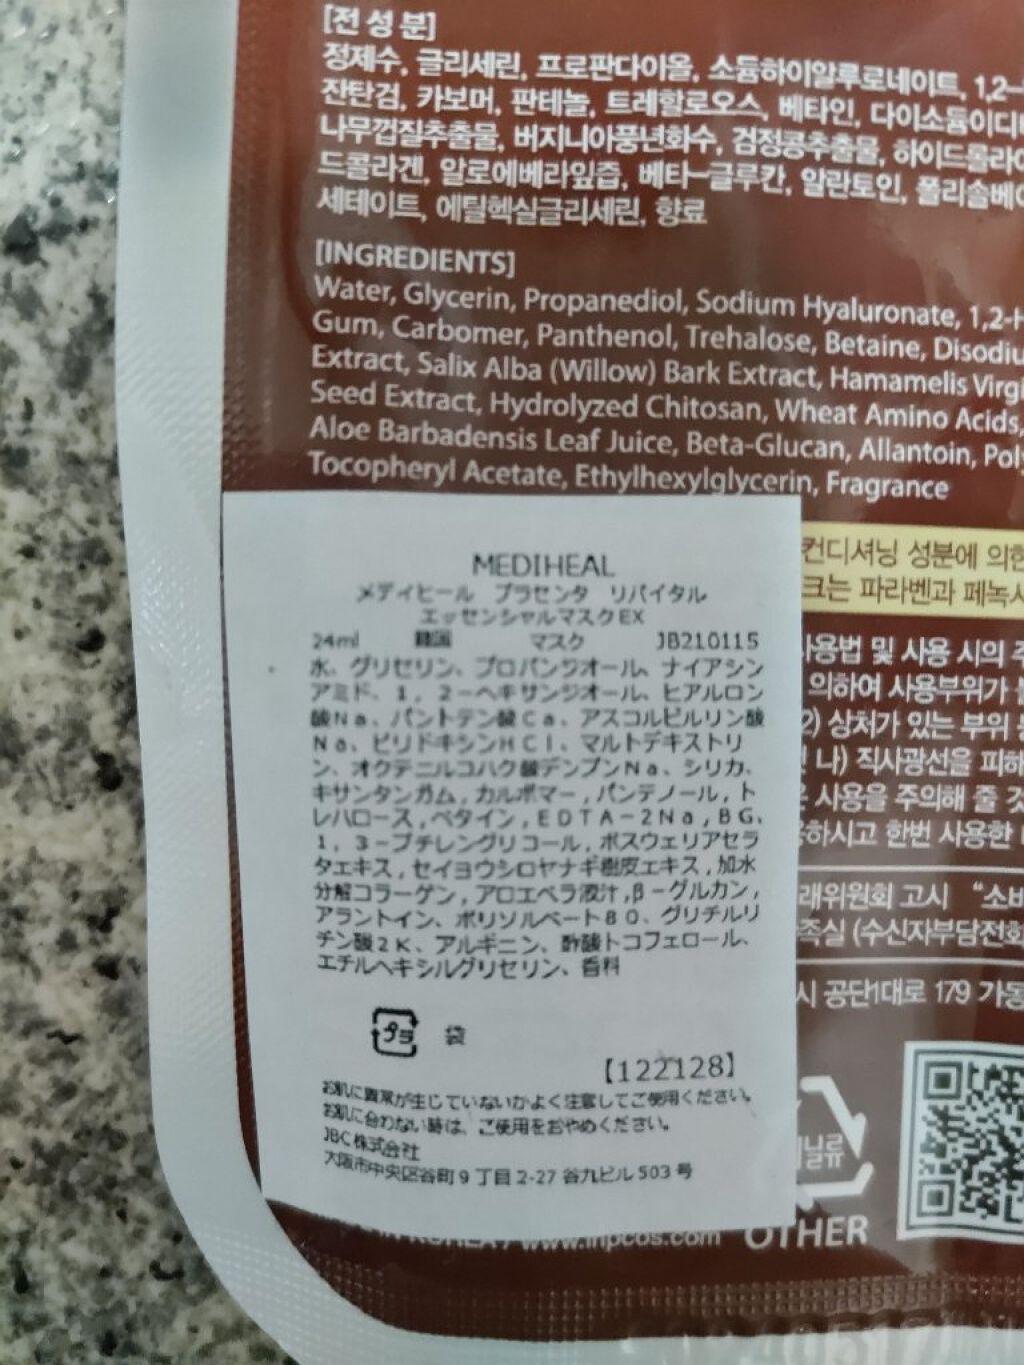 [전 성 분]
정제수, 글리세린, 프로판다이올, 소듐하이알루로네이트, 1,2-
잔탄검, 카보머, 판테놀, 트레할로오스, 베타인, 다이소듐이디
나무껍질추출물, 버지니아풍년화수, 검정콩추출물, 하이드롤라이
드콜라겐, 알로에베라잎즙, 베타-글루칸, 알란토인, 폴리솔베이
세테이트, 에틸헥실글리세린, 향료
[INGREDIENTS]
Water, Glycerin, Propanediol, Sodium Hyaluronate, 1,2-H
Gum, Carbomer, Panthenol, Trehalose, Betaine, Disodiu
Extract, Salix Alba (Willow) Bark Extract, Hamamelis Virgi
Seed Extract, Hydrolyzed Chitosan, Wheat Amino Acids,
Aloe Barbadensis Leaf Juice, Beta-Glucan, Allantoin, Poly
Tocopheryl Acetate, Ethylhexylglycerin, Fragrance
MEDIHEAL
メディヒール プラセンタ リバイタル
エッセンシャルマスクEX
24ml 韓国 マスク JB210115
水、グリセリン、プロパンジオール、ナイアシン
アミド、1，2－ヘキサンジオール、ヒアルロン
酸Na、パントテン酸Ca、アスコルビルリン酸
Na、ピリドキシンHCl、マルトデキストリ
ン、オクテニルコハク酸デンプンNa、シリカ、
キサンタンガム，カルボマー，パンテノール，ト
レハロース，ベタイン，EDTA－2Na，BG、
1，3－ブチレングリコール，ボスウェリアセラ
タエキス，セイヨウシロヤナギ樹皮エキス，加水
分解コラーゲン，アロエベラ液汁，β－グルカン，
アラントイン、ポリソルベート80、グリチルリ
チン酸2K、アルギニン、酢酸トコフェロール、
エチルヘキシルグリセリン、香料
プラ 袋
【122128】
お肌に異常が生じていないかよく注意してご使用ください。
お肌に合わない時は、ご使用をおやめください。
JBC株式会社
大阪市中央区谷町9丁目2-27 谷九ビル503号
컨디셔닝 성분에 의한
크는 파라벤과 페녹시
사용법 및 사용 시의 주
의하여 사용부위가
2) 상처가 있는 부위
나) 직사광선을 피해
사용을 주의해 줄 것
하시고 한번 사용한
래위원회 고시 “소비
족실 (수신자부담전화
시 공단1대로 179 가동
닐류
www.inpcos.com
OTHER